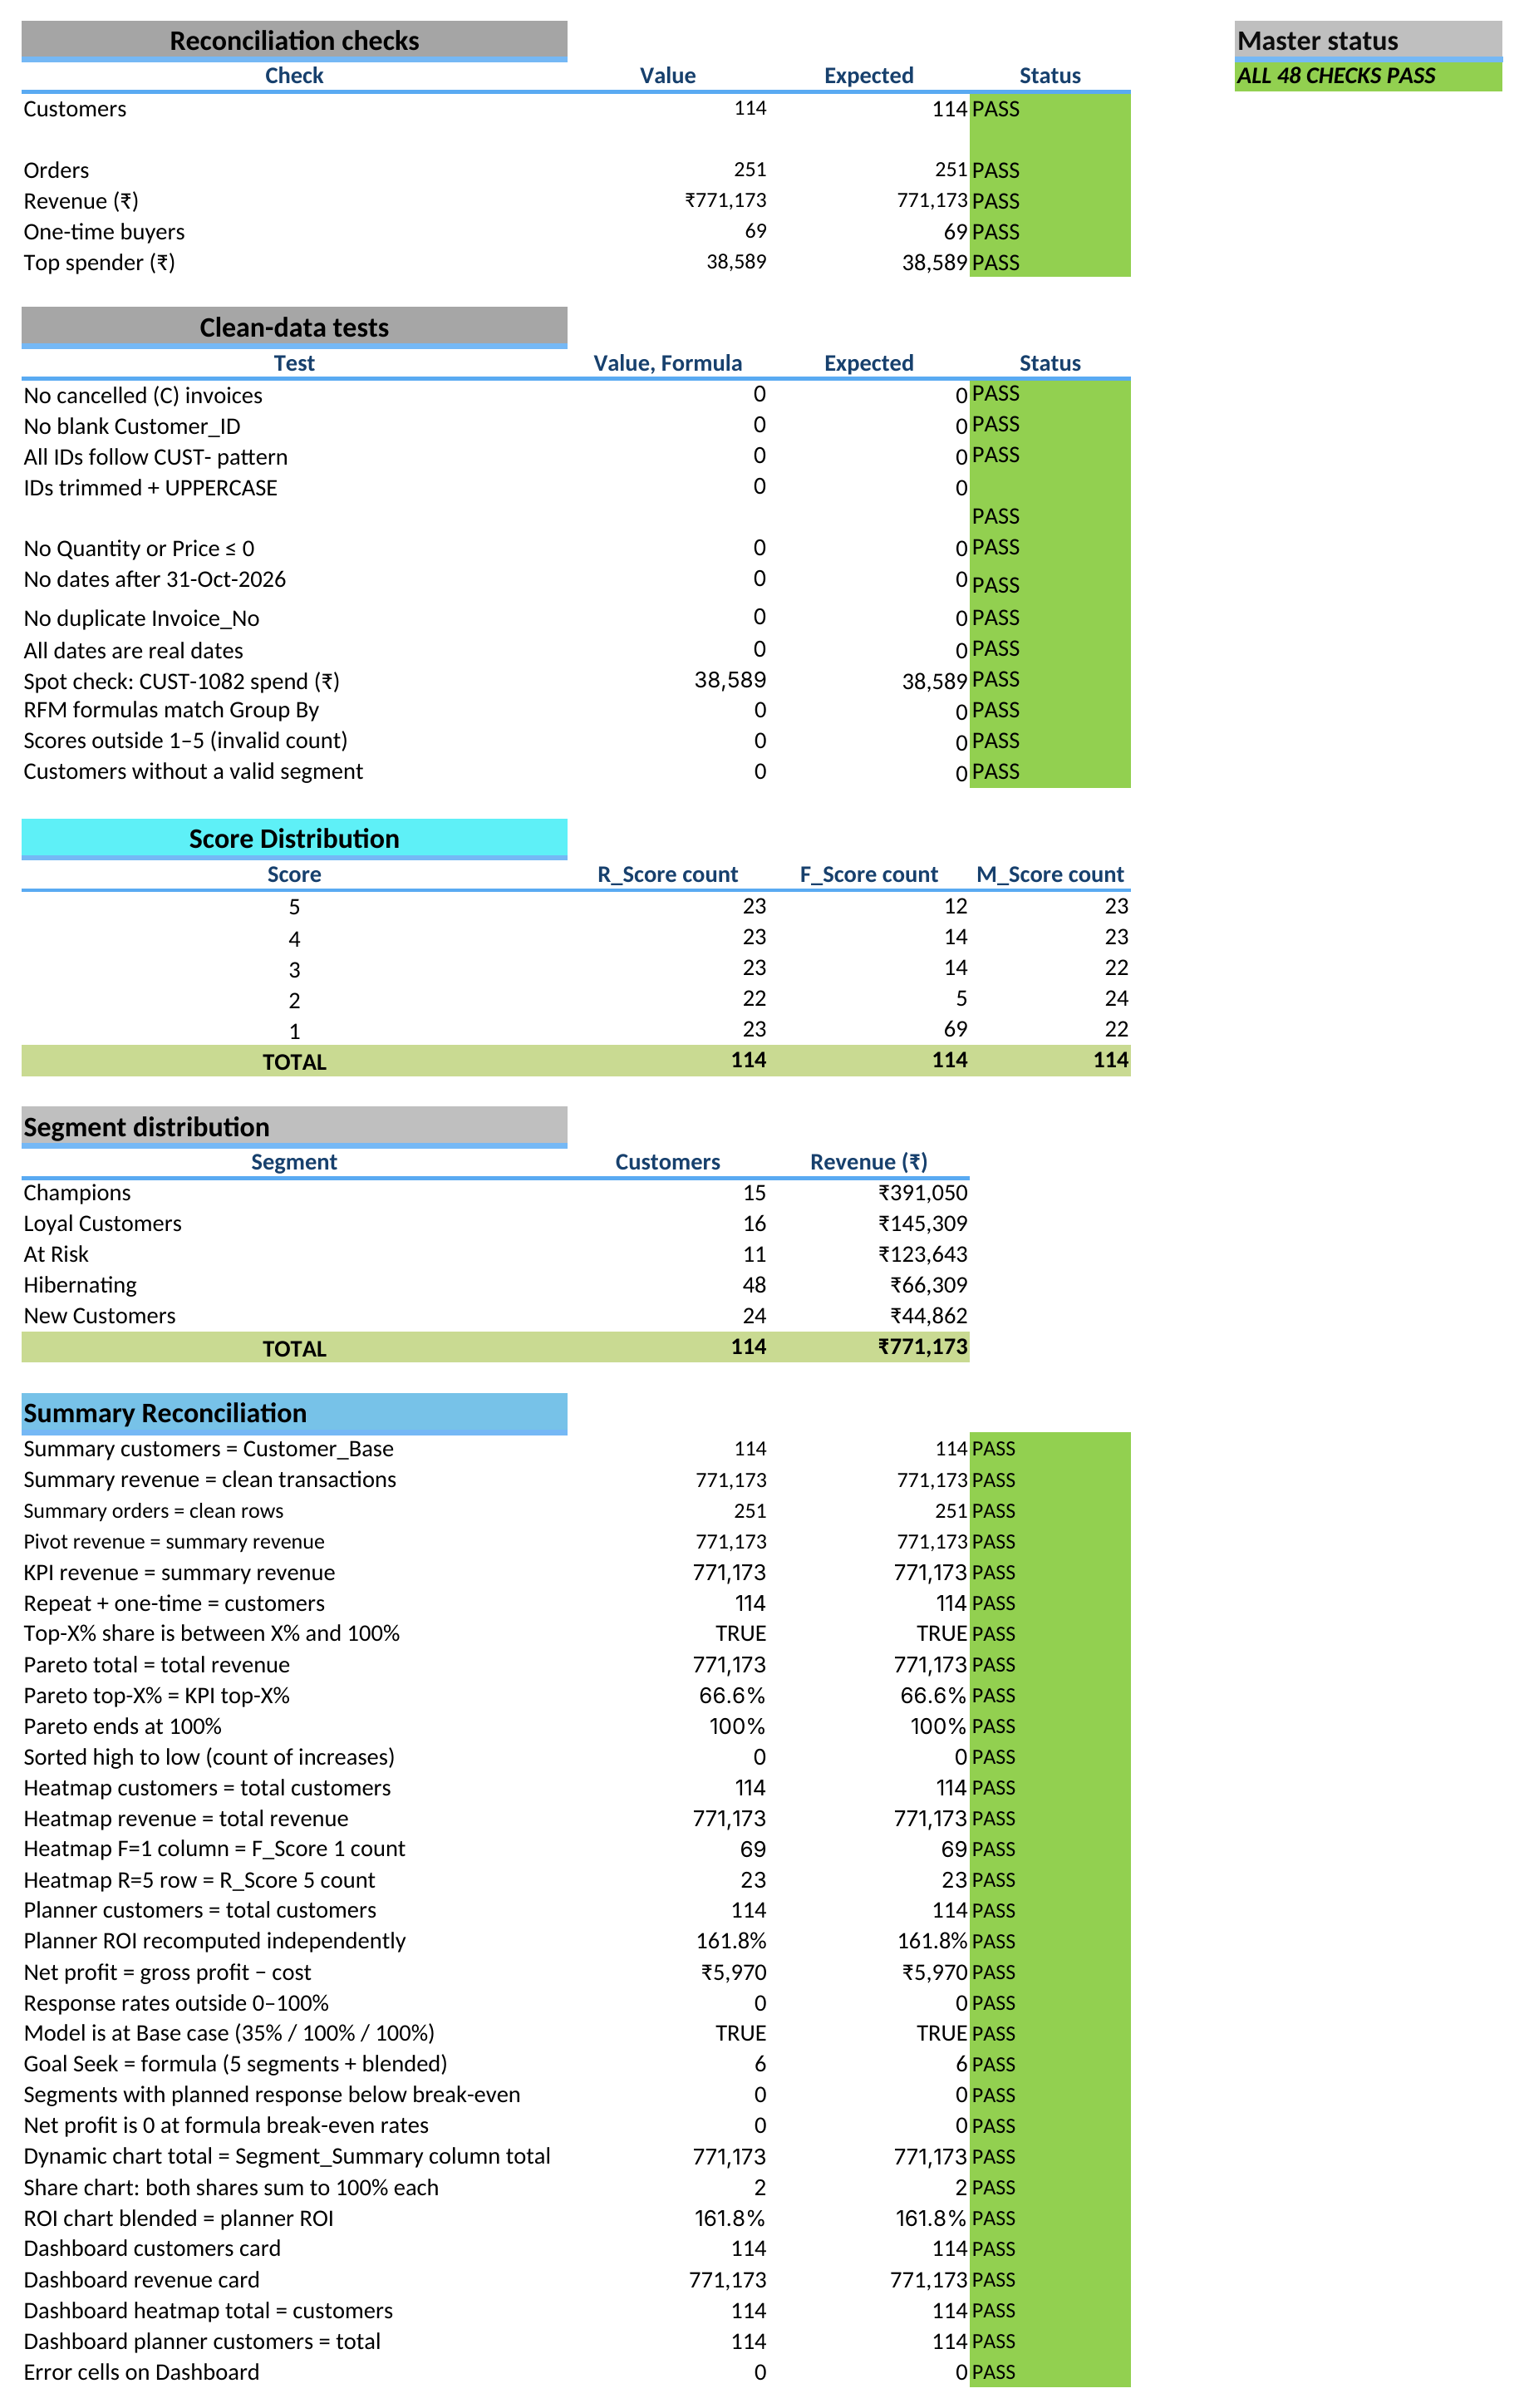 Reconciliation checks Master status
Check Value Expected Status ALL 48 CHECKS PASS
Customers 114 114 PASS
Orders 251 251 PASS
Revenue (₹) ₹771,173 771,173 PASS
One-time buyers 69 69 PASS
Top spender (₹) 38,589 38,589 PASS
Clean-data tests
Test Value, Formula Expected Status
No cancelled (C) invoices 0 0 PASS
No blank Customer_ID 0 0 PASS
All IDs follow CUST- pattern 0 0 PASS
IDs trimmed + UPPERCASE 0 0 PASS
No Quantity or Price ≤ 0 0 0 PASS
No dates after 31-Oct-2026 0 0 PASS
No duplicate Invoice_No 0 0 PASS
All dates are real dates 0 0 PASS
Spot check: CUST-1082 spend (₹) 38,589 38,589 PASS
RFM formulas match Group By 0 0 PASS
Scores outside 1–5 (invalid count) 0 0 PASS
Customers without a valid segment 0 0 PASS
Score Distribution
Score R_Score count F_Score count M_Score count
5 23 12 23
4 23 14 23
3 23 14 22
2 22 5 24
1 23 69 22
TOTAL 114 114 114
Segment distribution
Segment Customers Revenue (₹)
Champions 15 ₹391,050
Loyal Customers 16 ₹145,309
At Risk 11 ₹123,643
Hibernating 48 ₹66,309
New Customers 24 ₹44,862
TOTAL 114 ₹771,173
Summary Reconciliation
Summary customers = Customer_Base 114 114 PASS
Summary revenue = clean transactions 771,173 771,173 PASS
Summary orders = clean rows 251 251 PASS
Pivot revenue = summary revenue 771,173 771,173 PASS
KPI revenue = summary revenue 771,173 771,173 PASS
Repeat + one-time = customers 114 114 PASS
Top-X% share is between X% and 100% TRUE TRUE PASS
Pareto total = total revenue 771,173 771,173 PASS
Pareto top-X% = KPI top-X% 66.6% 66.6% PASS
Pareto ends at 100% 100% 100% PASS
Sorted high to low (count of increases) 0 0 PASS
Heatmap customers = total customers 114 114 PASS
Heatmap revenue = total revenue 771,173 771,173 PASS
Heatmap F=1 column = F_Score 1 count 69 69 PASS
Heatmap R=5 row = R_Score 5 count 23 23 PASS
Planner customers = total customers 114 114 PASS
Planner ROI recomputed independently 161.8% 161.8% PASS
Net profit = gross profit − cost ₹5,970 ₹5,970 PASS
Response rates outside 0–100% 0 0 PASS
Model is at Base case (35% / 100% / 100%) TRUE TRUE PASS
Goal Seek = formula (5 segments + blended) 6 6 PASS
Segments with planned response below break-even 0 0 PASS
Net profit is 0 at formula break-even rates 0 0 PASS
Dynamic chart total = Segment_Summary column total 771,173 771,173 PASS
Share chart: both shares sum to 100% each 2 2 PASS
ROI chart blended = planner ROI 161.8% 161.8% PASS
Dashboard customers card 114 114 PASS
Dashboard revenue card 771,173 771,173 PASS
Dashboard heatmap total = customers 114 114 PASS
Dashboard planner customers = total 114 114 PASS
Error cells on Dashboard 0 0 PASS